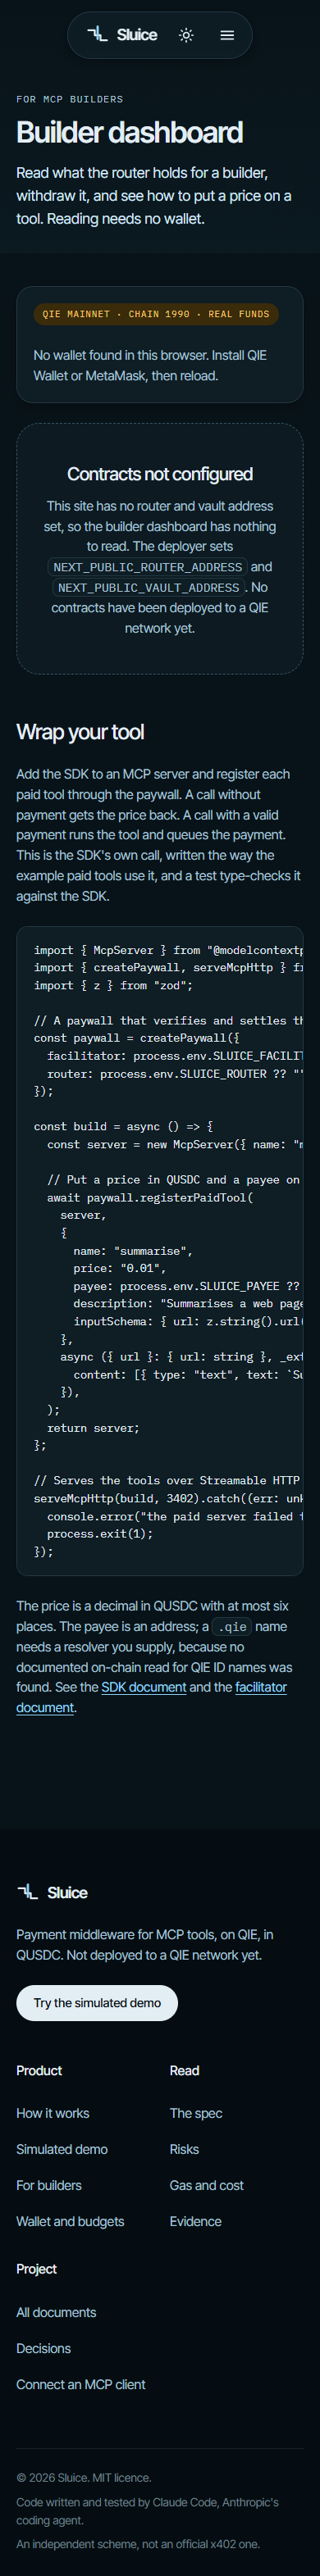 Sluice
FOR MCP BUILDERS
Builder dashboard
Read what the router holds for a builder,
withdraw it, and see how to put a price on a
tool. Reading needs no wallet.
QIE MAINNET · CHAIN 1990 · REAL FUNDS
No wallet found in this browser. Install QIE
Wallet or MetaMask, then reload.
Contracts not configured
This site has no router and vault address
set, so the builder dashboard has nothing
to read. The deployer sets
NEXT_PUBLIC_ROUTER_ADDRESS and
NEXT_PUBLIC_VAULT_ADDRESS. No
contracts have been deployed to a QIE
network yet.
Wrap your tool
Add the SDK to an MCP server and register each
paid tool through the paywall. A call without
payment gets the price back. A call with a valid
payment runs the tool and queues the payment.
This is the SDK's own call, written the way the
example paid tools use it, and a test type-checks it
against the SDK.
import { McpServer } from "@modelcontextp
import { createPaywall, serveMcpHttp } fr
import { z } from "zod";
// A paywall that verifies and settles th
const paywall = createPaywall({
facilitator: process.env.SLUICE_FACILIT
router: process.env.SLUICE_ROUTER ?? ""
});
const build = async () => {
const server = new McpServer({ name: "m
// Put a price in QUSDC and a payee on
await paywall.registerPaidTool(
server,
{
name: "summarise",
price: "0.01",
payee: process.env.SLUICE_PAYEE ??
description: "Summarises a web page
inputSchema: { url: z.string().url(
},
async ({ url }: { url: string }, _ext
content: [{ type: "text", text: `Su
}),
);
return server;
};
// Serves the tools over Streamable HTTP
serveMcpHttp(build, 3402).catch((err: unk
console.error("the paid server failed t
process.exit(1);
});
The price is a decimal in QUSDC with at most six
places. The payee is an address; a .qie name
needs a resolver you supply, because no
documented on-chain read for QIE ID names was
found. See the SDK document and the facilitator
document.
Sluice
Payment middleware for MCP tools, on QIE, in
QUSDC. Not deployed to a QIE network yet.
Try the simulated demo
Product
How it works
Simulated demo
For builders
Wallet and budgets
Read
The spec
Risks
Gas and cost
Evidence
Project
All documents
Decisions
Connect an MCP client
© 2026 Sluice. MIT licence.
Code written and tested by Claude Code, Anthropic's
coding agent.
An independent scheme, not an official x402 one.